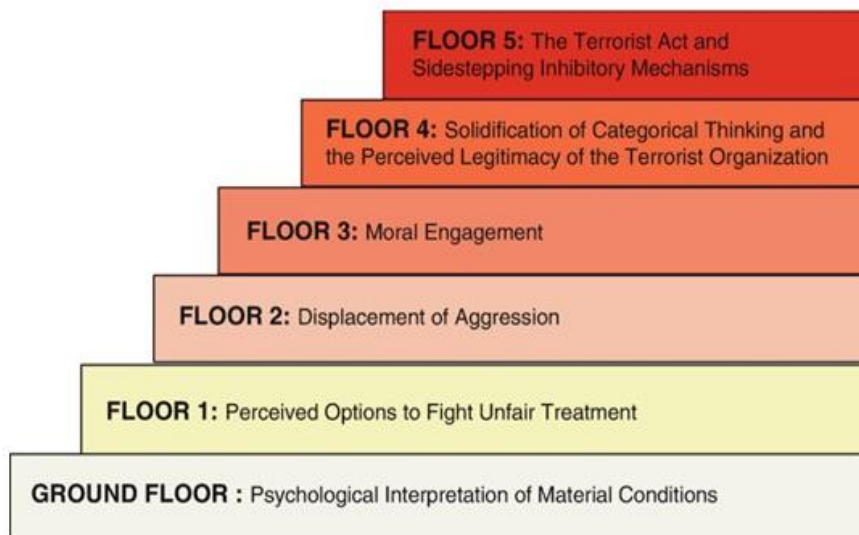 FLOOR 5: The Terrorist Act and
Sidestepping Inhibitory Mechanisms
FLOOR 4: Solidification of Categorical Thinking and
the Perceived Legitimacy of the Terrorist Organization
FLOOR 3: Moral Engagement
FLOOR 2: Displacement of Aggression
FLOOR 1: Perceived Options to Fight Unfair Treatment
GROUND FLOOR : Psychological Interpretation of Material Conditions